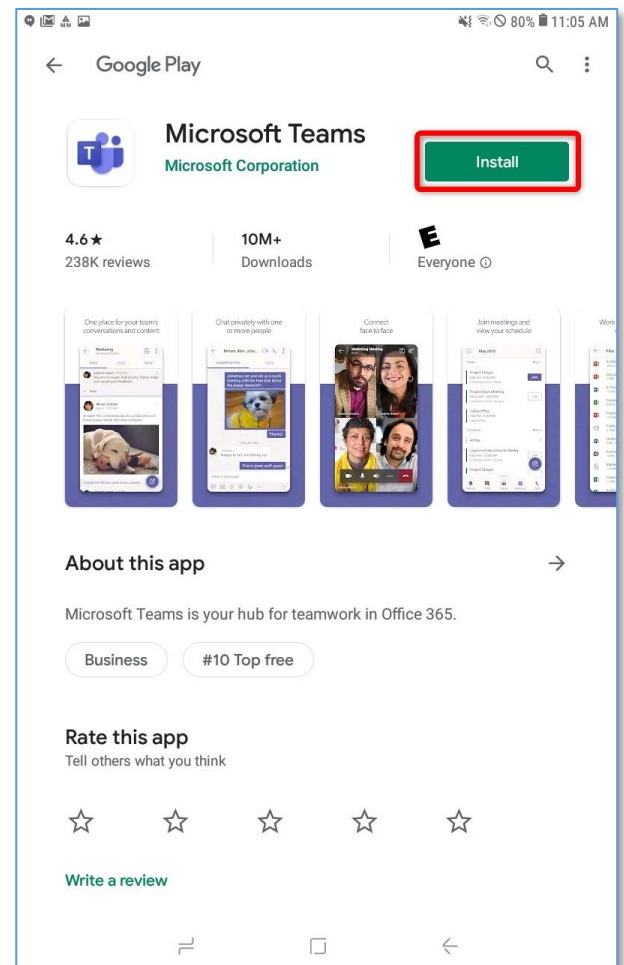 80% 11:05 AM
Google Play
Microsoft Teams
Microsoft Corporation
Install
4.6★
10M+
E
238K reviews
Downloads
Everyone
One place for your team's
conversations and content
Chat privately with one
or more people
Connect
face to face
Join meetings and
view your schedule
Work
About this app
Microsoft Teams is your hub for teamwork in Office 365.
Business
#10 Top free
Rate this app
Tell others what you think
Write a review